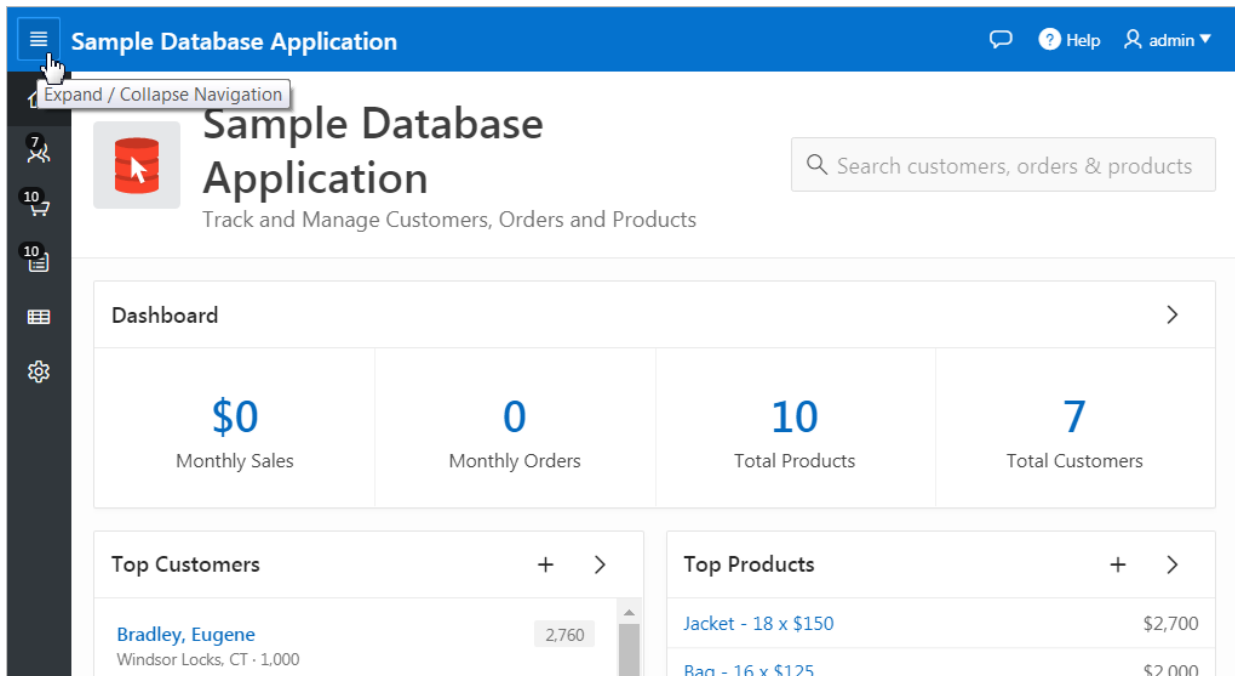 Sample Database Application
? Help
admin
Expand / Collapse Navigation
7
10
10
Sample Database
Application
Track and Manage Customers, Orders and Products
Search customers, orders & products
Dashboard
$0
Monthly Sales
0
Monthly Orders
10
Total Products
7
Total Customers
Top Customers
Bradley, Eugene
2,760
Windsor Locks, CT · 1,000
Top Products
Jacket - 18 x $150
$2,700
Bag - 16 x $125
$2,000